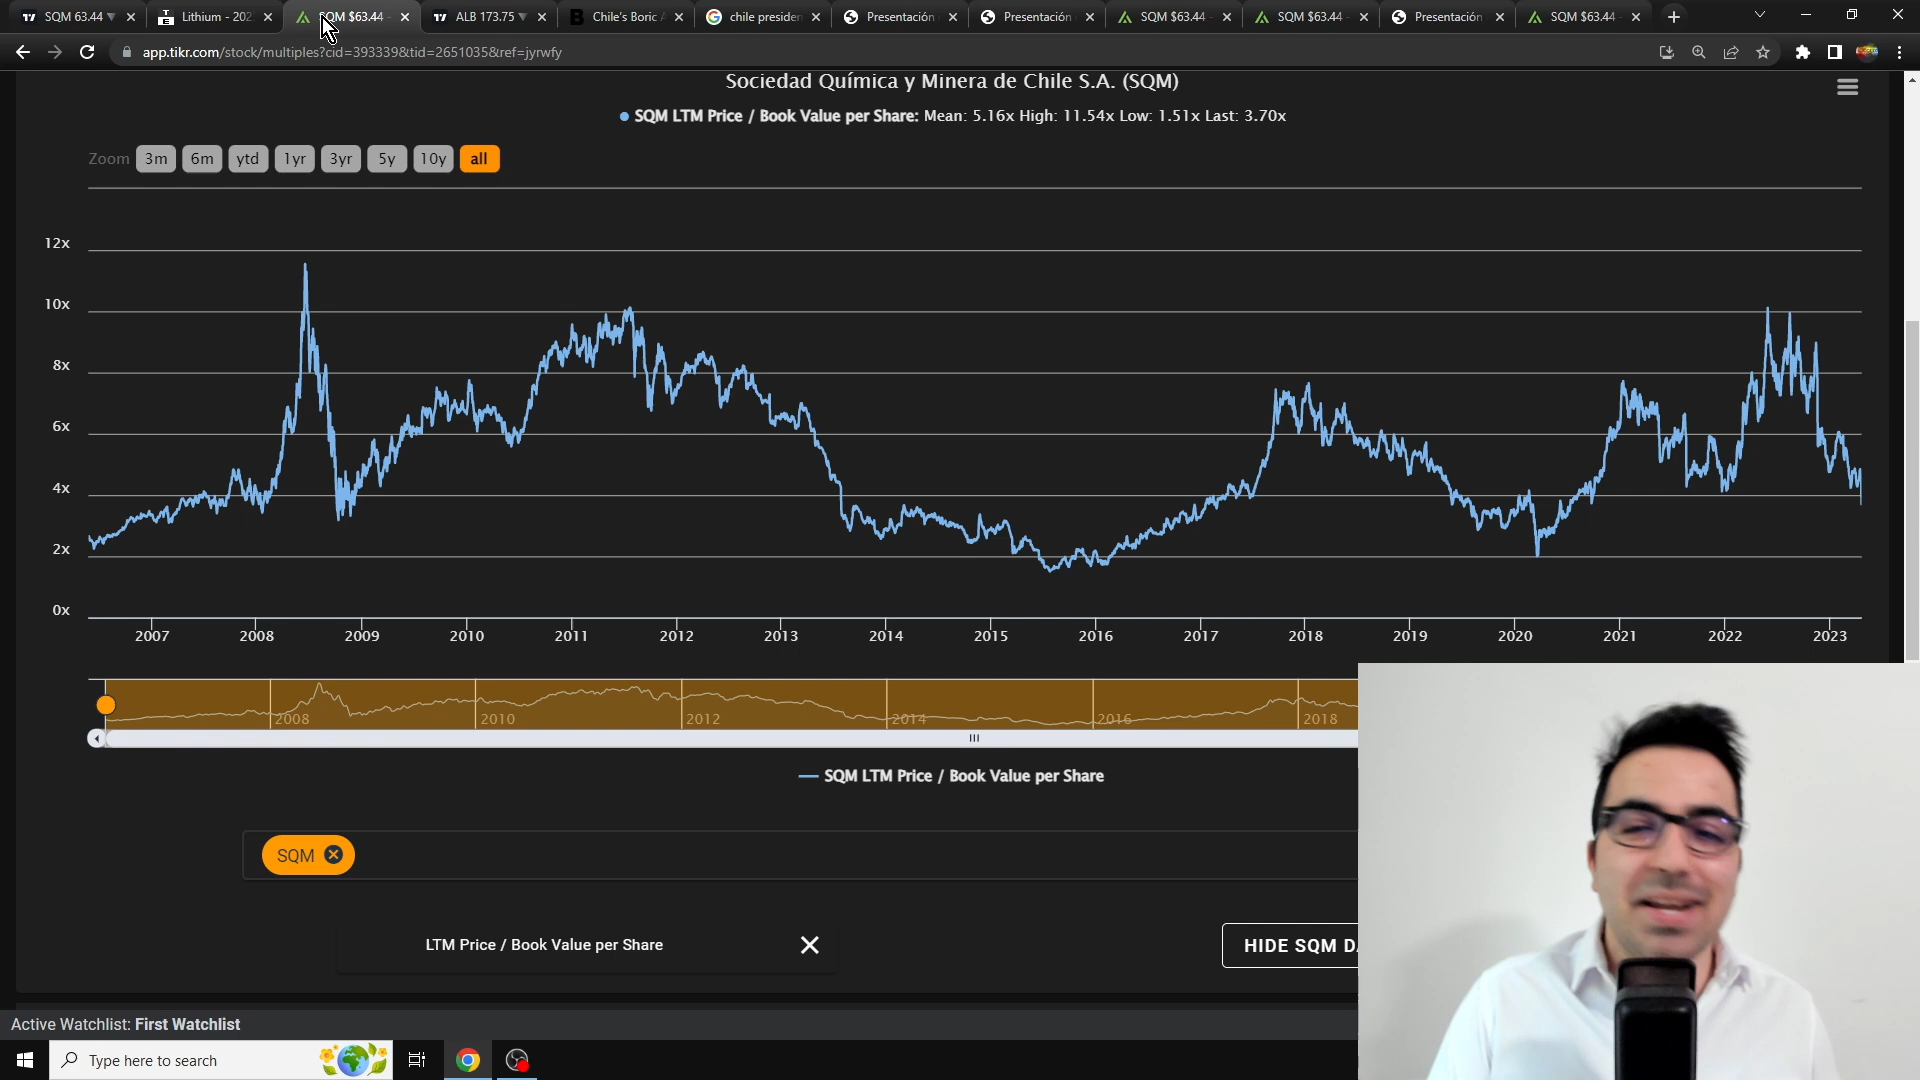 SQM 63.44
Lithium - 202
SQM $63.44
ALB 173.75
Chile's Boric
chile presiden
Presentación
Presentación
SQM $63.44
SQM $63.44
Presentación
SQM $63.44
app.tikr.com/stock/multiples?cid=393339&tid=2651035&ref=jyrwfy
Sociedad Química y Minera de Chile S.A. (SQM)
SQM LTM Price / Book Value per Share: Mean: 5.16x High: 11.54x Low: 1.51x Last: 3.70x
Zoom 3m 6m ytd 1yr 3yr 5y 10y all
12x
10x
8x
6x
4x
2x
0x
2007 2008 2009 2010 2011 2012 2013 2014 2015 2016 2017 2018 2019 2020 2021 2022 2023
2008 2010 2012 2014 2016 2018
SQM LTM Price / Book Value per Share
SQM
LTM Price / Book Value per Share
HIDE SQM D
Active Watchlist: First Watchlist
Type here to search